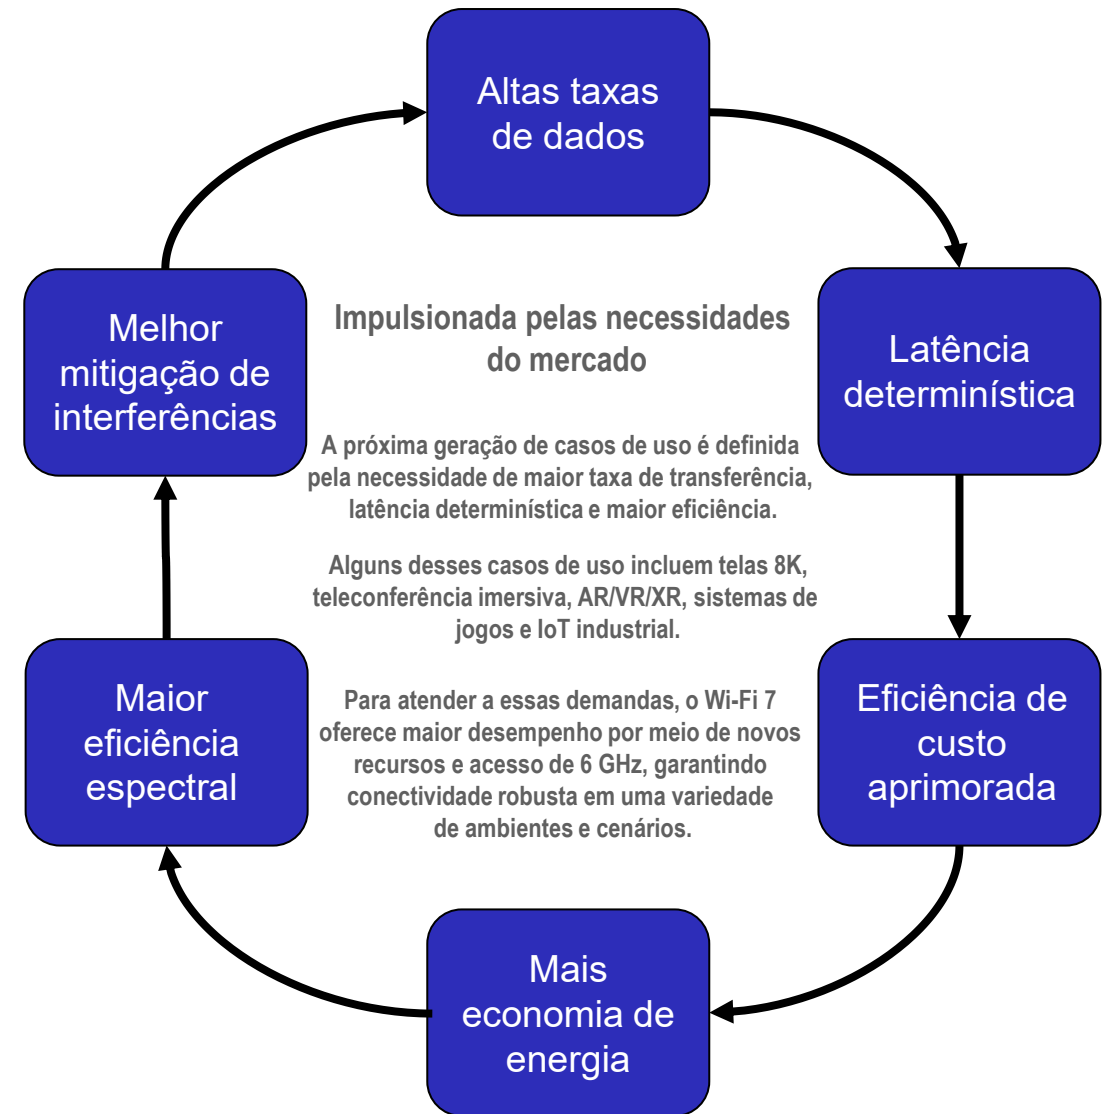 Altas taxas
de dados
Latência
determinística
Eficiência de
custo
aprimorada
Mais
economia de
energia
Maior
eficiência
espectral
Melhor
mitigação de
interferências
Impulsionada pelas necessidades
do mercado
A próxima geração de casos de uso é definida
pela necessidade de maior taxa de transferência,
latência determinística e maior eficiência.
Alguns desses casos de uso incluem telas 8K,
teleconferência imersiva, AR/VR/XR, sistemas de
jogos e IoT industrial.
Para atender a essas demandas, o Wi-Fi 7
oferece maior desempenho por meio de novos
recursos e acesso de 6 GHz, garantindo
conectividade robusta em uma variedade
de ambientes e cenários.